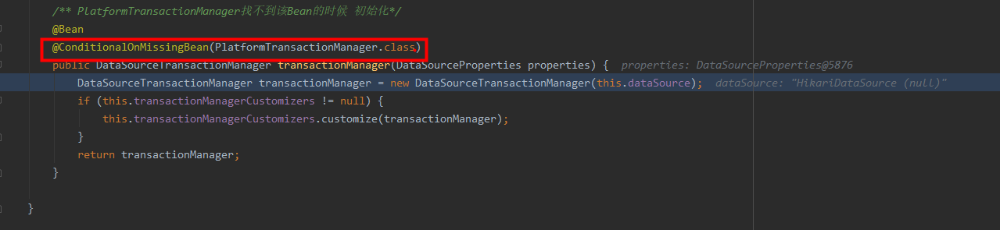 /** PlatformTransactionManager找不到该Bean的时候 初始化*/
@Bean
@ConditionalOnMissingBean(PlatformTransactionManager.class)
public DataSourceTransactionManager transactionManager(DataSourceProperties properties) { properties: DataSourceProperties@5876
DataSourceTransactionManager transactionManager = new DataSourceTransactionManager(this.dataSource); dataSource: "HikariDataSource (null)"
if (this.transactionManagerCustomizers != null) {
this.transactionManagerCustomizers.customize(transactionManager);
}
return transactionManager;
}
}